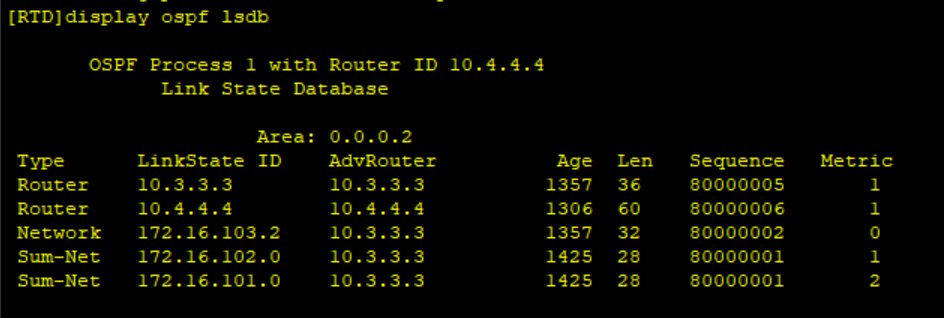 [RTD]display ospf lsdb
OSPF Process 1 with Router ID 10.4.4.4
Link State Database
Area: 0.0.0.2
Type LinkState ID AdvRouter Age Len Sequence Metric
Router 10.3.3.3 10.3.3.3 1357 36 80000005 1
Router 10.4.4.4 10.4.4.4 1306 60 80000006 1
Network 172.16.103.2 10.3.3.3 1357 32 80000002 0
Sum-Net 172.16.102.0 10.3.3.3 1425 28 80000001 1
Sum-Net 172.16.101.0 10.3.3.3 1425 28 80000001 2